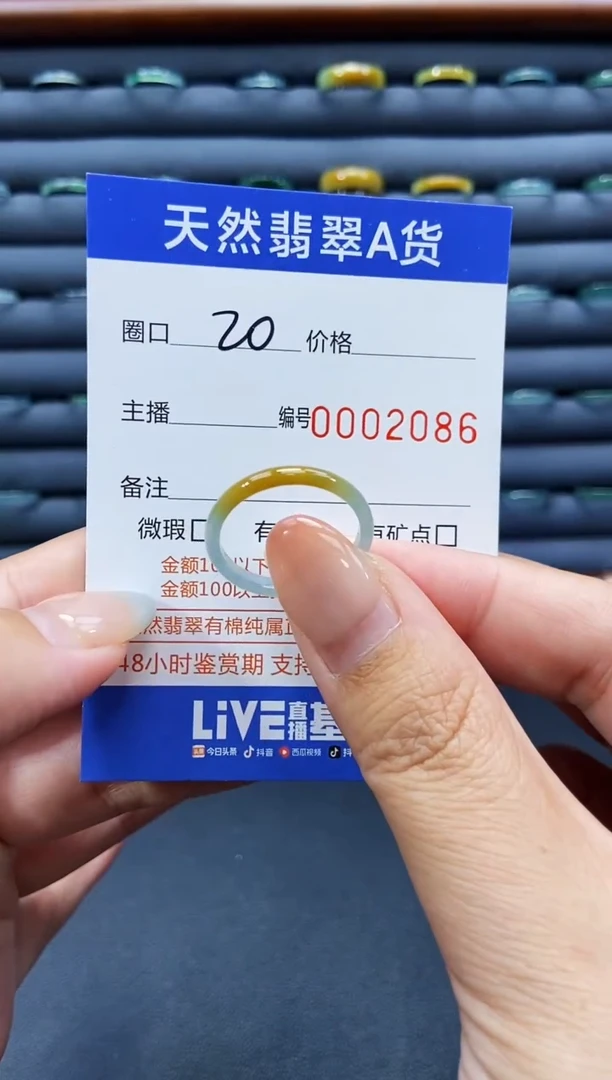 天然翡翠A货
圈口 20 价格
主播 编号0002086
备注
微瑕 有 有矿点
金额10 以下
金额100以
然翡翠有棉纯属正
48小时鉴赏期 支持
LiVE直播基
今日头条 抖音 西瓜视频 抖